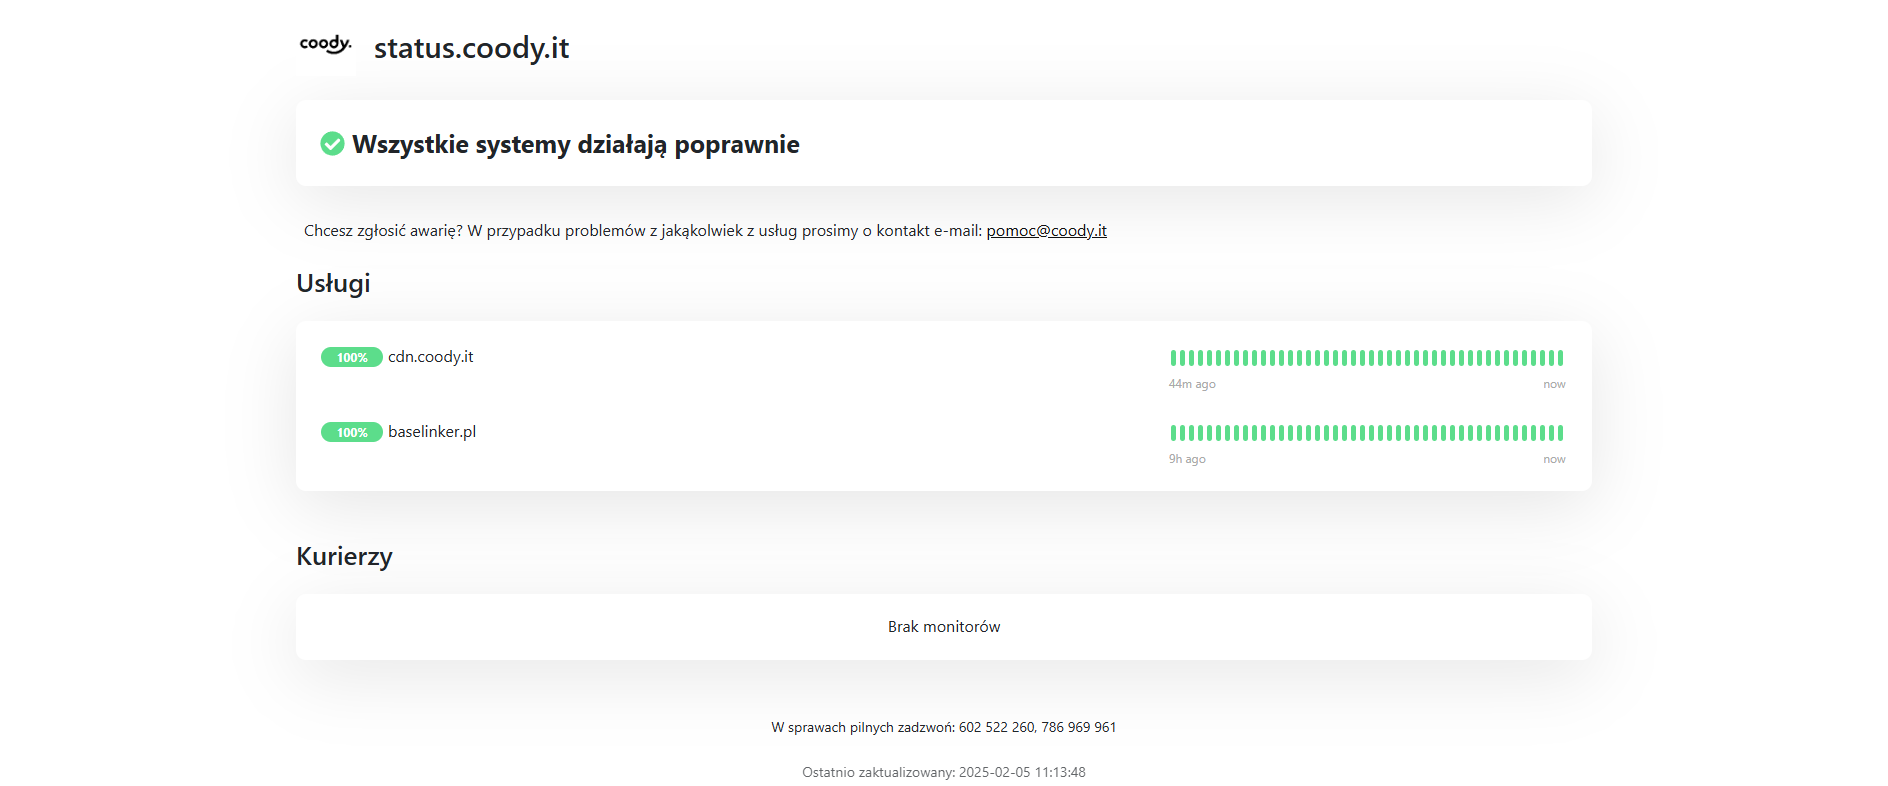 coody. status.coody.it
Wszystkie systemy działają poprawnie
Chcesz zgłosić awarię? W przypadku problemów z jakąkolwiek z usług prosimy o kontakt e-mail: pomoc@coody.it
Usługi
100% cdn.coody.it
44m ago now
100% baselinker.pl
9h ago now
Kurierzy
Brak monitorów
W sprawach pilnych zadzwoń: 602 522 260, 786 969 961
Ostatnio zaktualizowany: 2025-02-05 11:13:48